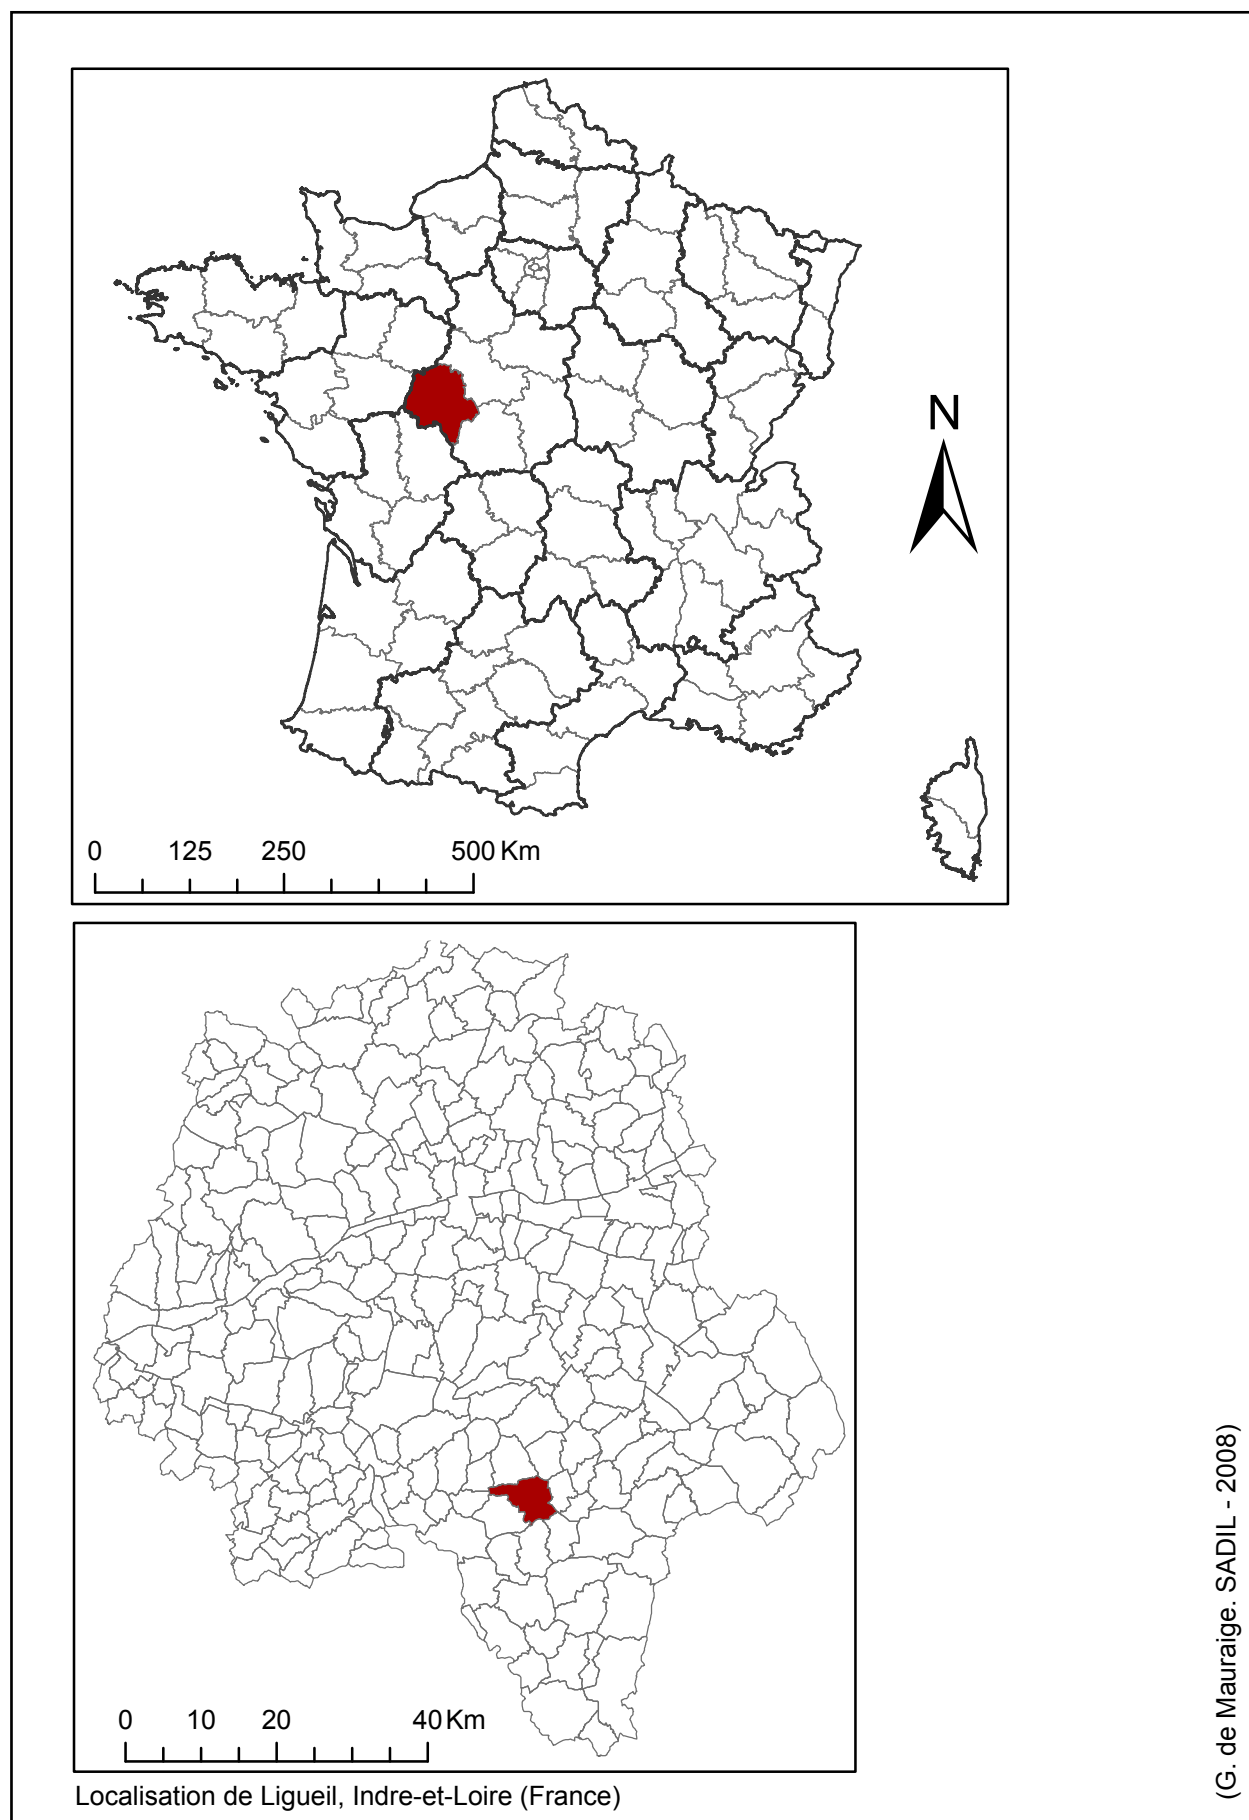 N
0 125 250 500 Km
0 10 20 40 Km
Localisation de Ligueil, Indre-et-Loire (France)
(G. de Mauraige. SADIL - 2008)